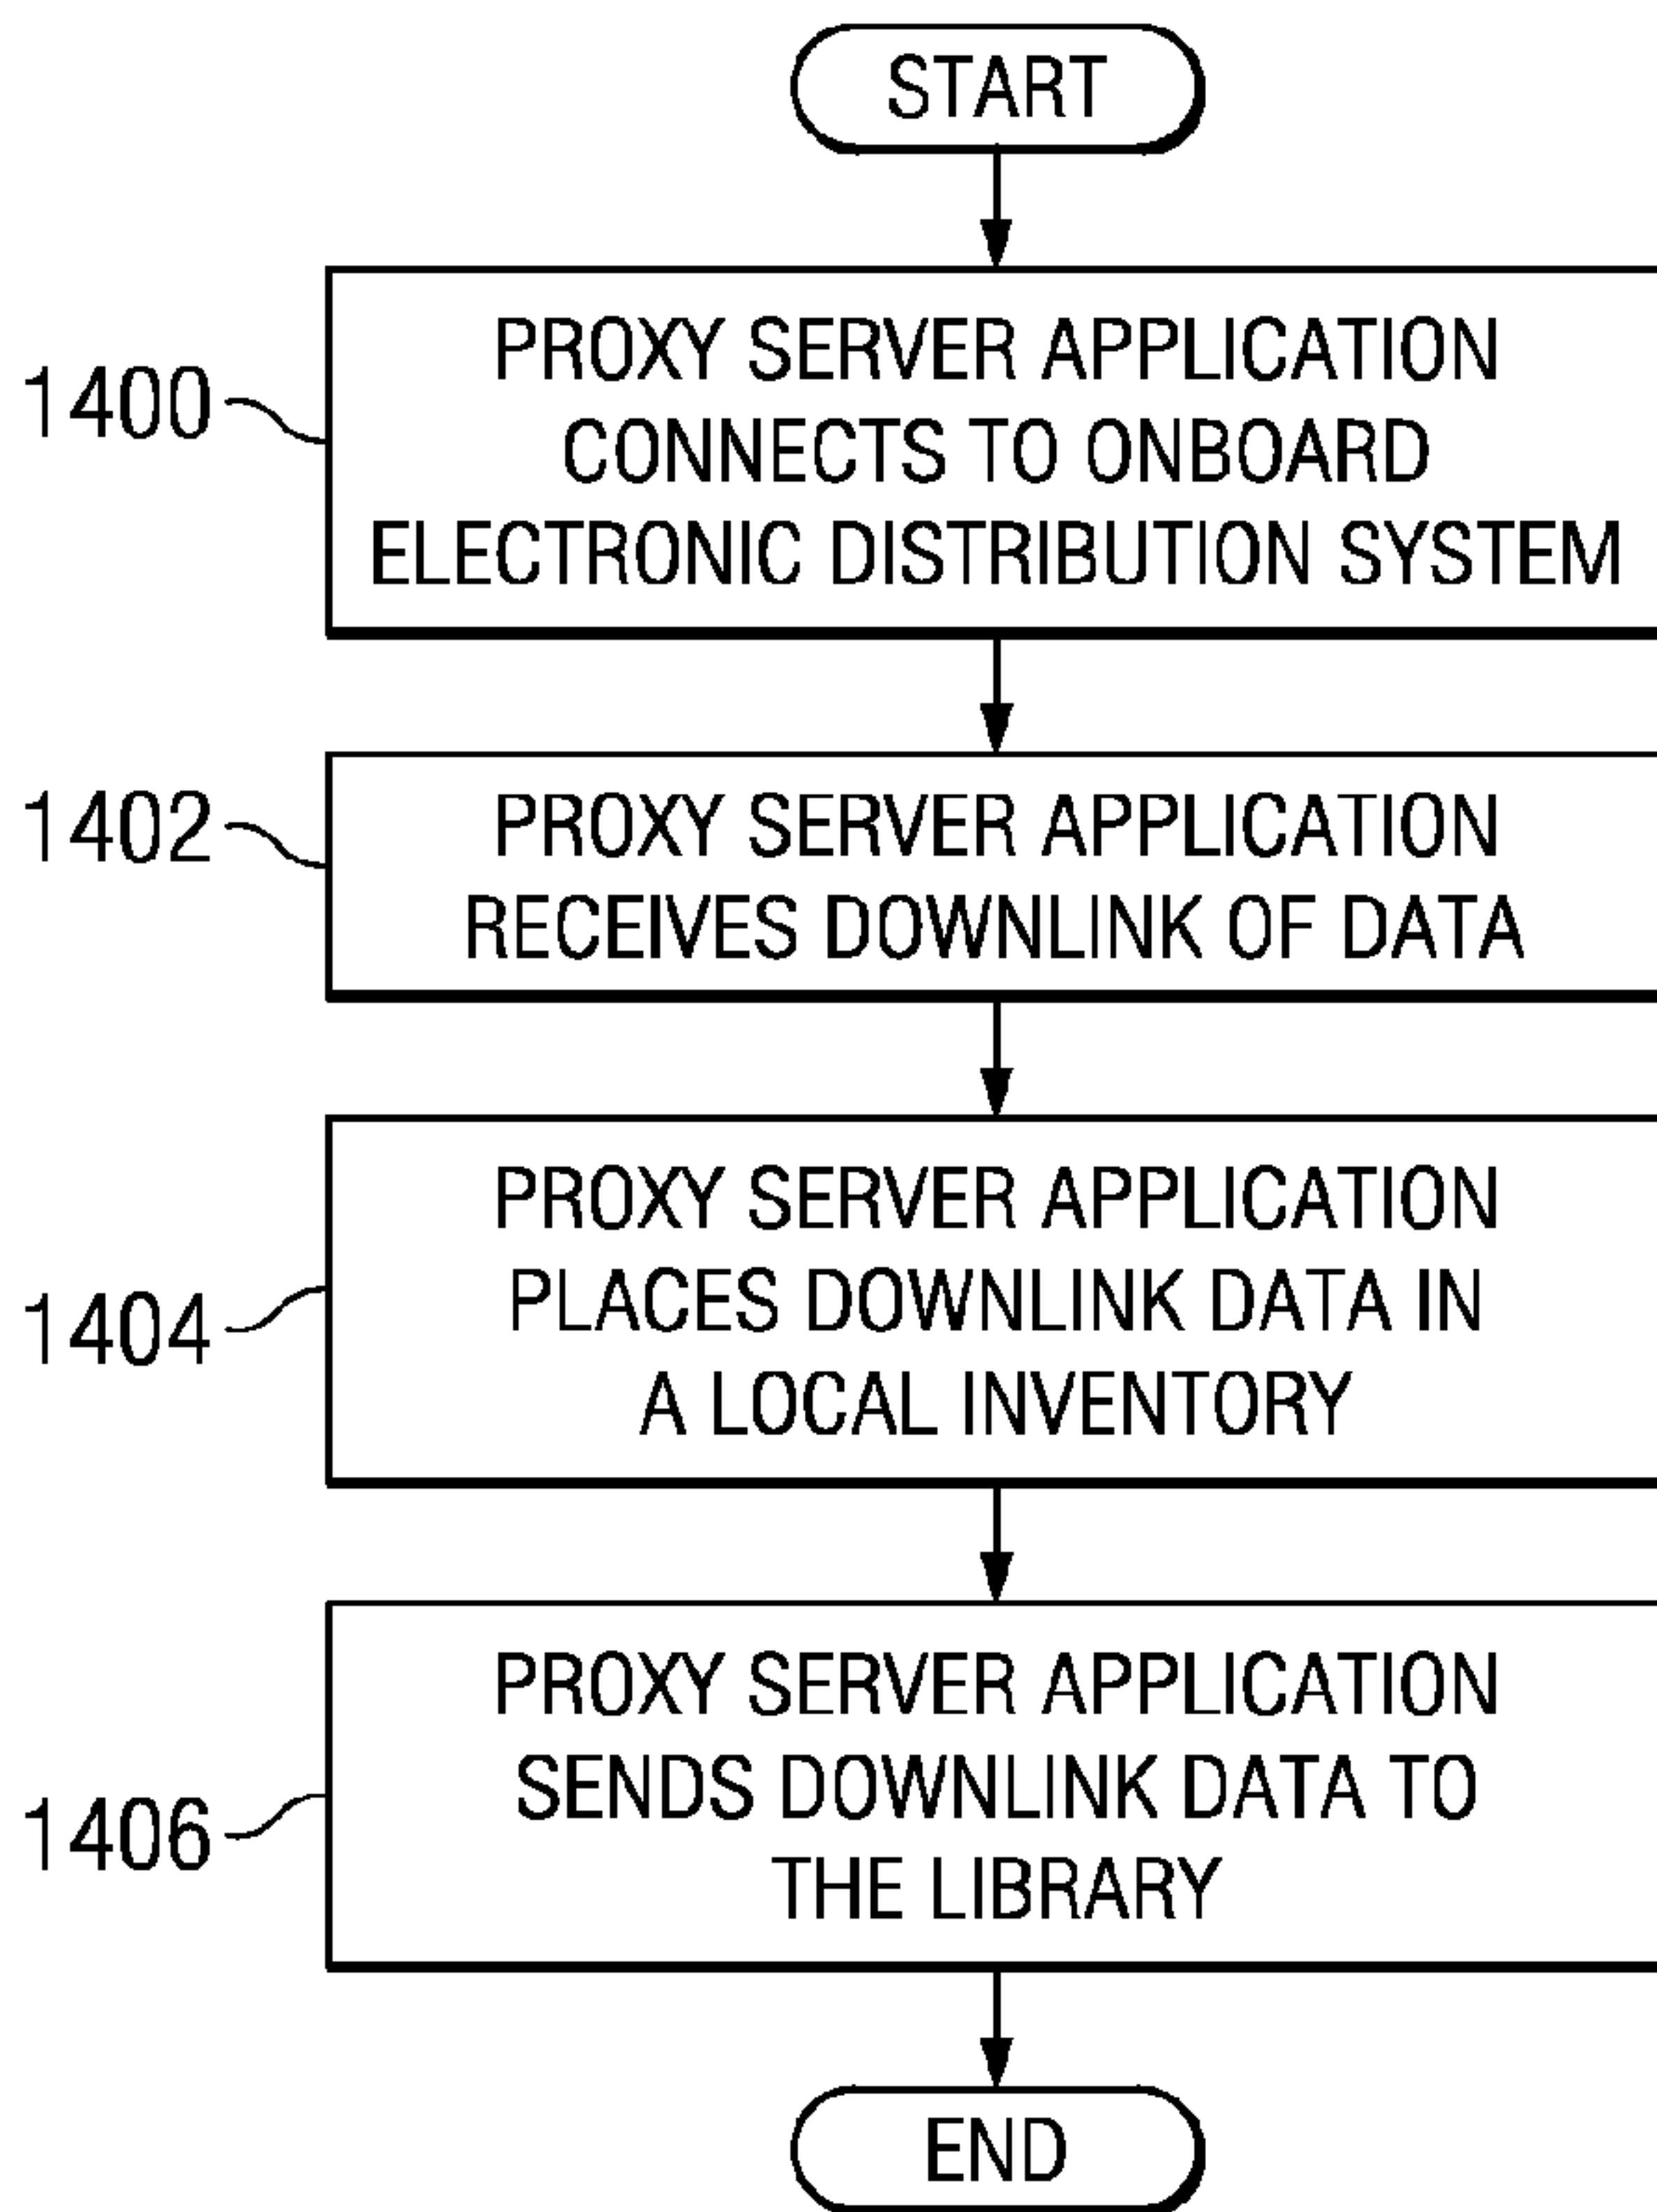 START
1400
PROXY SERVER APPLICATION
CONNECTS TO ONBOARD
ELECTRONIC DISTRIBUTION SYSTEM
1402
PROXY SERVER APPLICATION
RECEIVES DOWNLINK OF DATA
1404
PROXY SERVER APPLICATION
PLACES DOWNLINK DATA IN
A LOCAL INVENTORY
1406
PROXY SERVER APPLICATION
SENDS DOWNLINK DATA TO
THE LIBRARY
END